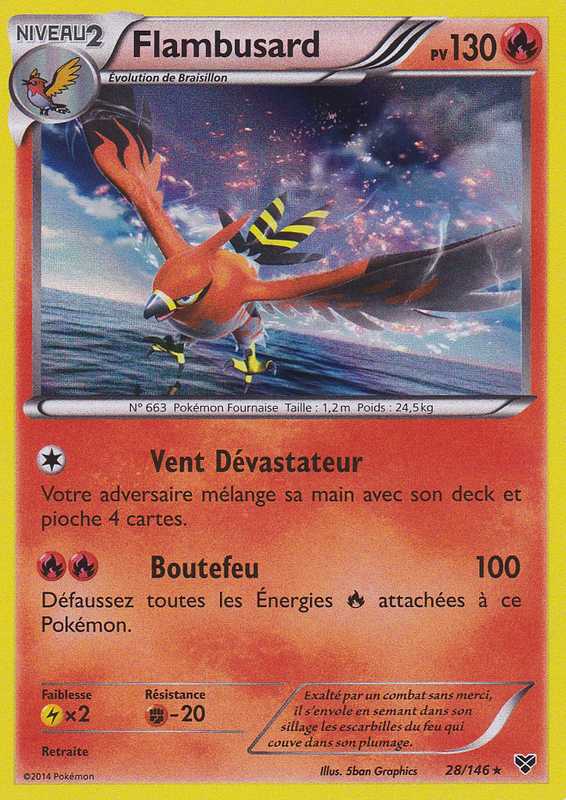 NIVEAU2
Flambusard
PV130
Évolution de Braisillon
N° 663 Pokémon Fournaise Taille : 1,2 m Poids : 24,5 kg
Vent Dévastateur
Votre adversaire mélange sa main avec son deck et
pioche 4 cartes.
Boutefeu 100
Défaussez toutes les Énergies attachées à ce
Pokémon.
Faiblesse
×2
Résistance
-20
Retraite
Exalté par un combat sans merci,
il s'envole en semant dans son
sillage les escarbilles du feu qui
couve dans son plumage.
©2014 Pokémon
Illus. 5ban Graphics
28/146 ★